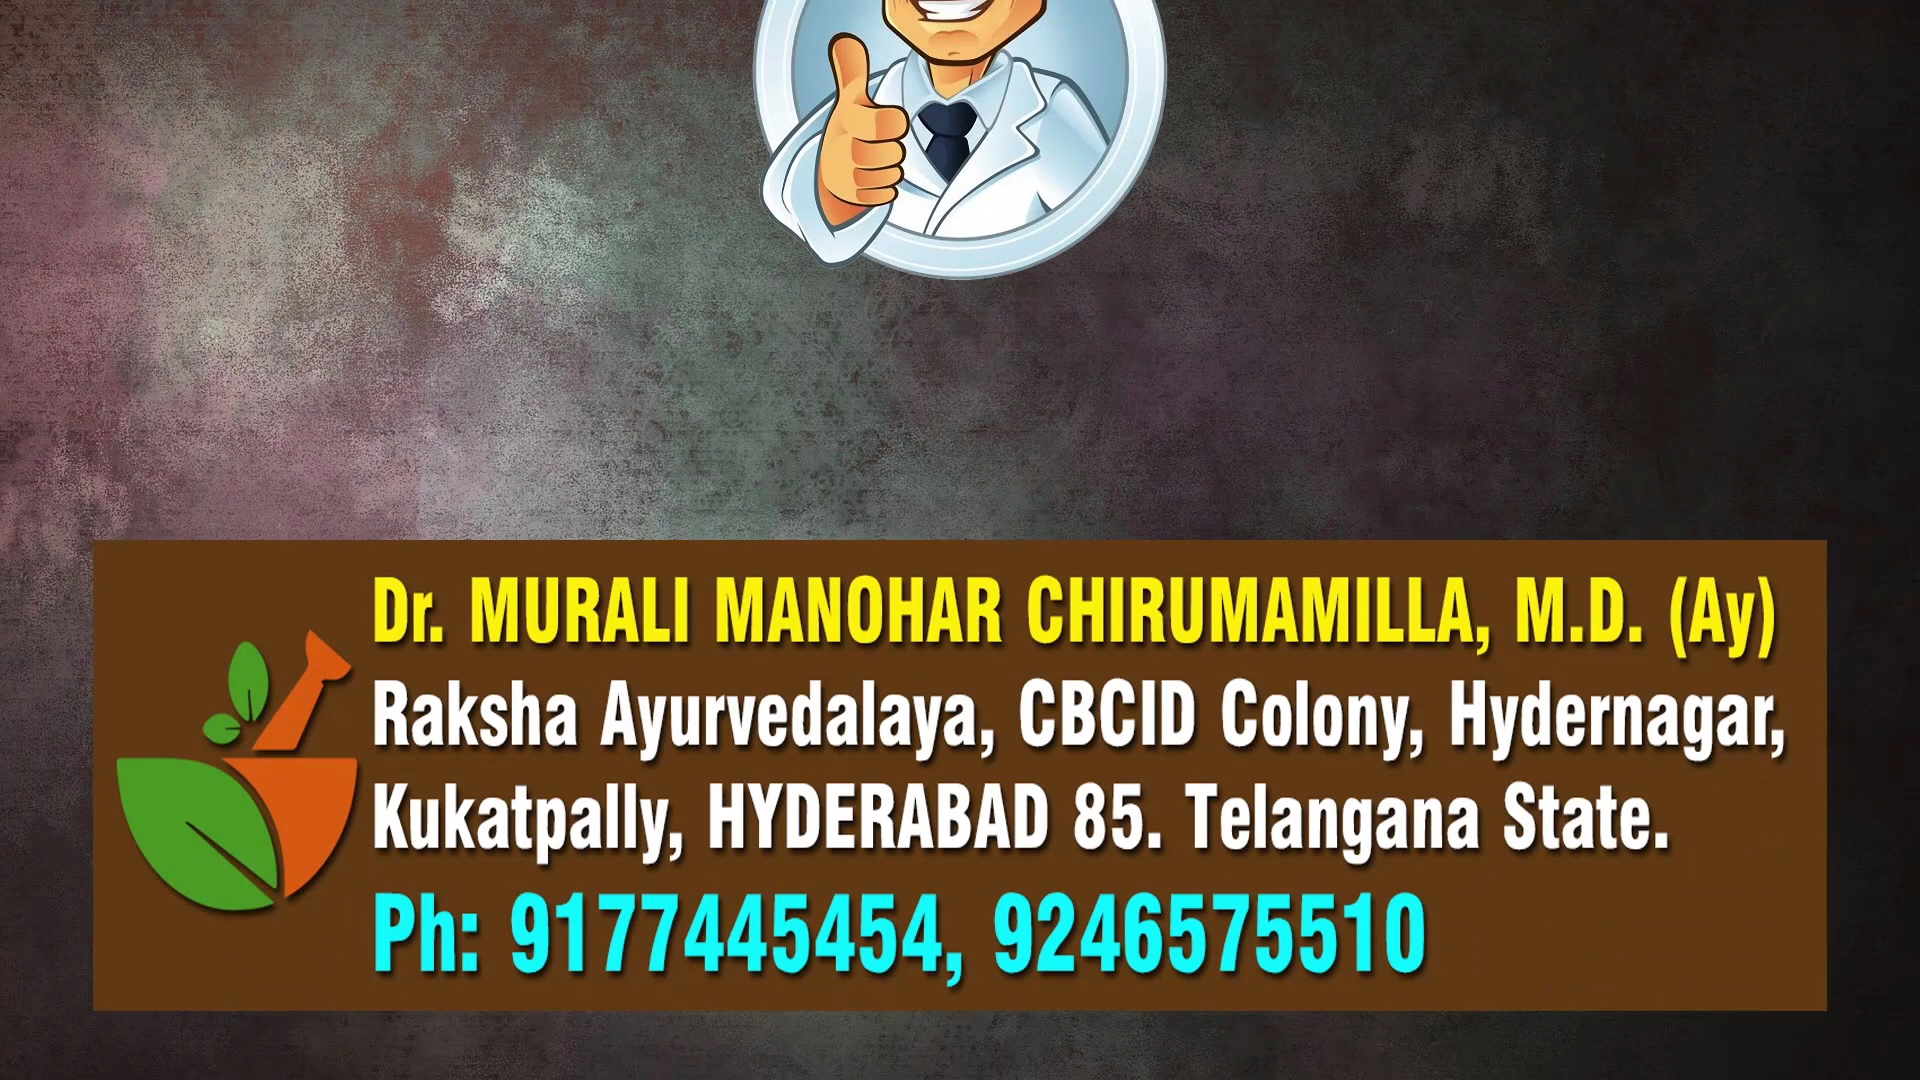 Dr. MURALI MANOHAR CHIRUMAMILLA, M.D. (Ay)
Raksha Ayurvedalaya, CBCID Colony, Hydernagar,
Kukatpally, HYDERABAD 85. Telangana State.
Ph: 9177445454, 9246575510